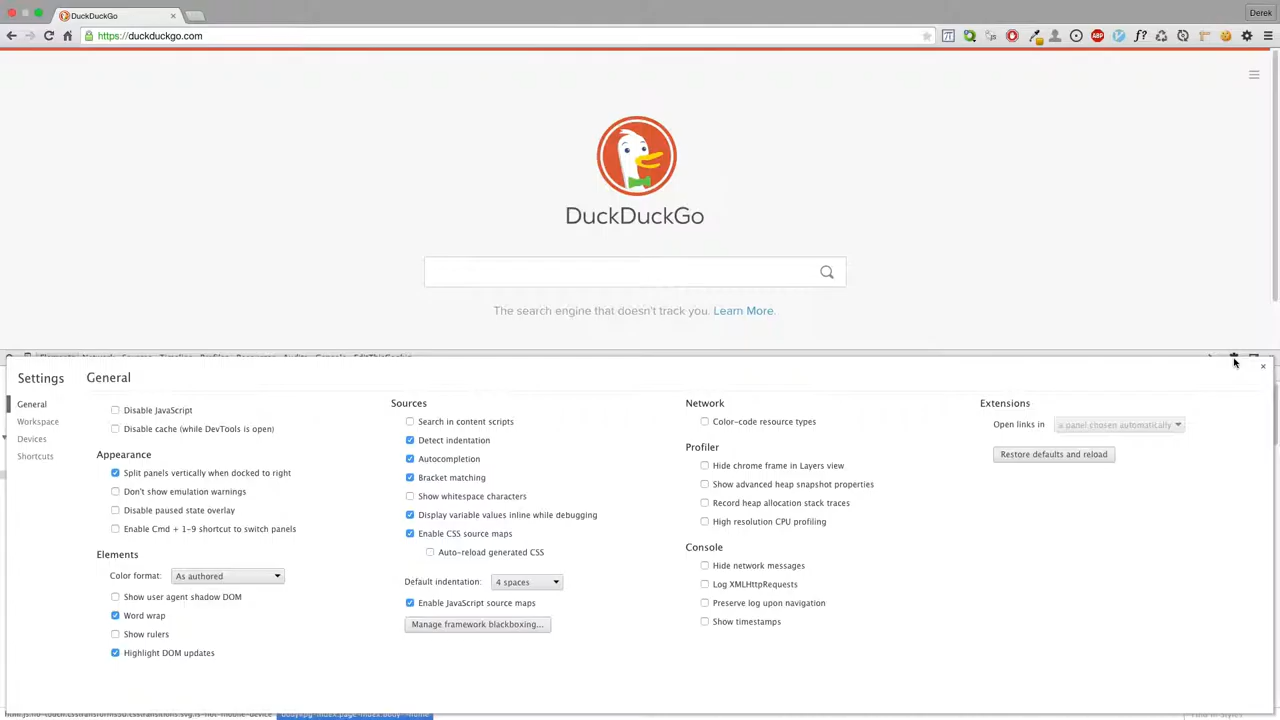 DuckDuckGo
Derek
https://duckduckgo.com
DuckDuckGo
The search engine that doesn't track you. Learn More.
Settings
General
Workspace
Devices
Shortcuts
General
Disable JavaScript
Disable cache (while DevTools is open)
Appearance
Split panels vertically when docked to right
Don't show emulation warnings
Disable paused state overlay
Enable Cmd + 1-9 shortcut to switch panels
Elements
Color format: As authored
Show user agent shadow DOM
Word wrap
Show rulers
Highlight DOM updates
Sources
Search in content scripts
Detect indentation
Autocompletion
Bracket matching
Show whitespace characters
Display variable values inline while debugging
Enable CSS source maps
Auto-reload generated CSS
Default indentation: 4 spaces
Enable JavaScript source maps
Manage framework blackboxing...
Network
Color-code resource types
Profiler
Hide chrome frame in Layers view
Show advanced heap snapshot properties
Record heap allocation stack traces
High resolution CPU profiling
Console
Hide network messages
Log XMLHttpRequests
Preserve log upon navigation
Show timestamps
Extensions
Open links in a panel chosen automatically
Restore defaults and reload